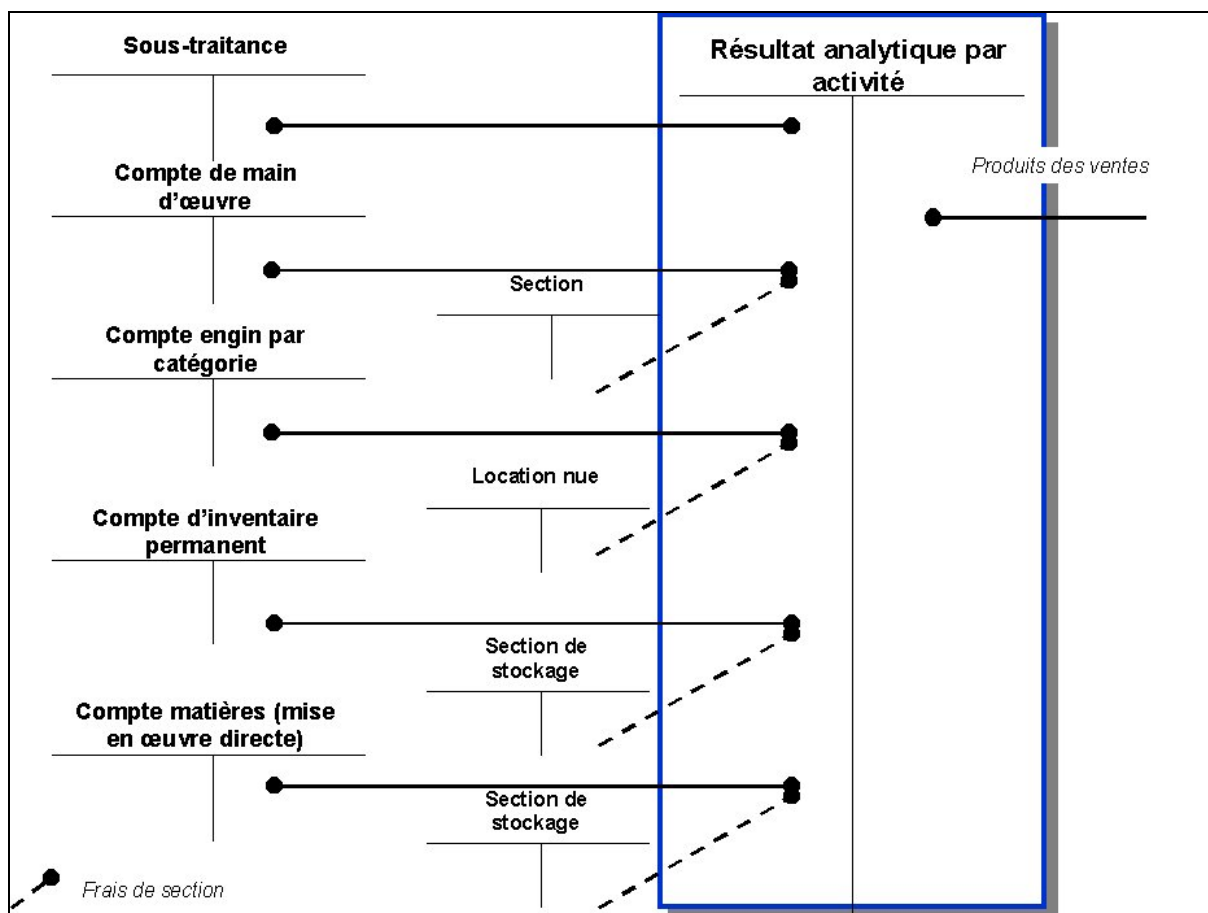 Sous-traitance
Résultat analytique par
activité
Produits des ventes
Compte de main
d'œuvre
Section
Compte engin par
catégorie
Location nue
Compte d'inventaire
permanent
Section de
stockage
Compte matières (mise
en œuvre directe)
Section de
stockage
Frais de section